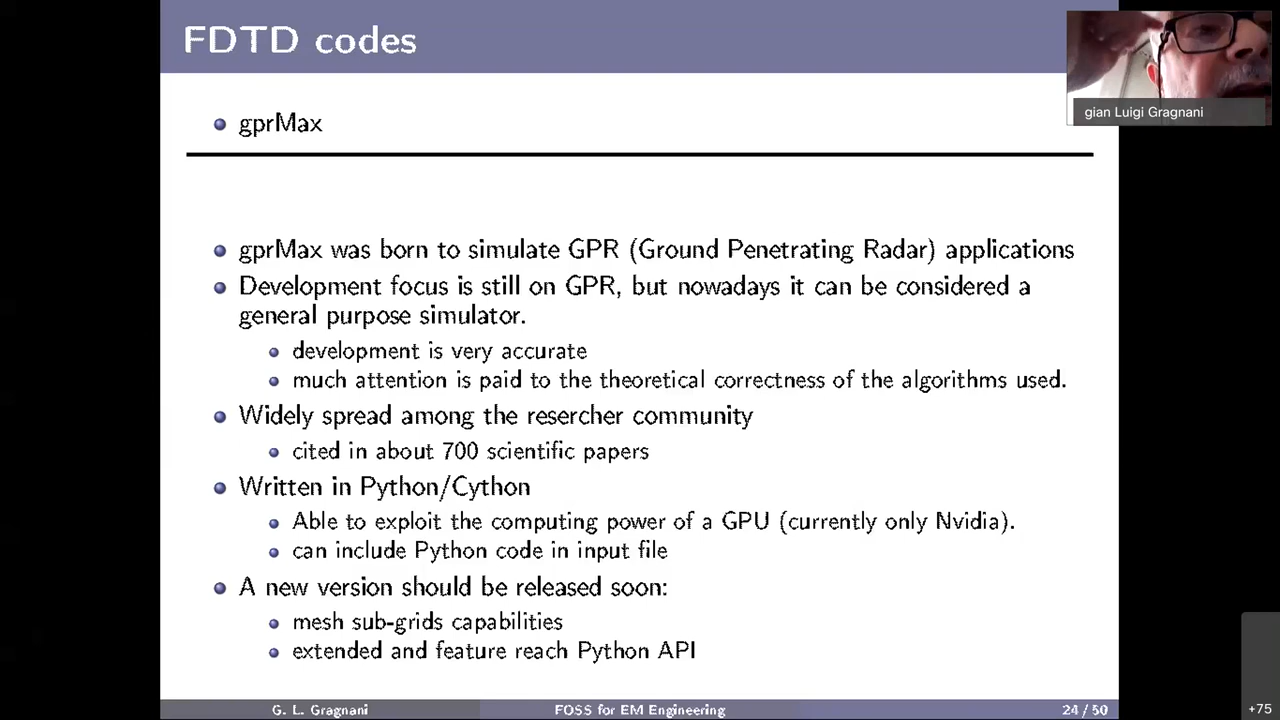 FDTD codes
gian Luigi Gragnani
gprMax
gprMax was born to simulate GPR (Ground Penetrating Radar) applications
Development focus is still on GPR, but nowadays it can be considered a
general purpose simulator.
development is very accurate
much attention is paid to the theoretical correctness of the algorithms used.
Widely spread among the resercher community
cited in about 700 scientific papers
Written in Python/Cython
Able to exploit the computing power of a GPU (currently only Nvidia).
can include Python code in input file
A new version should be released soon:
mesh sub-grids capabilities
extended and feature reach Python API
G. L. Gragnani FOSS for EM Engineering 24 / 50
+75